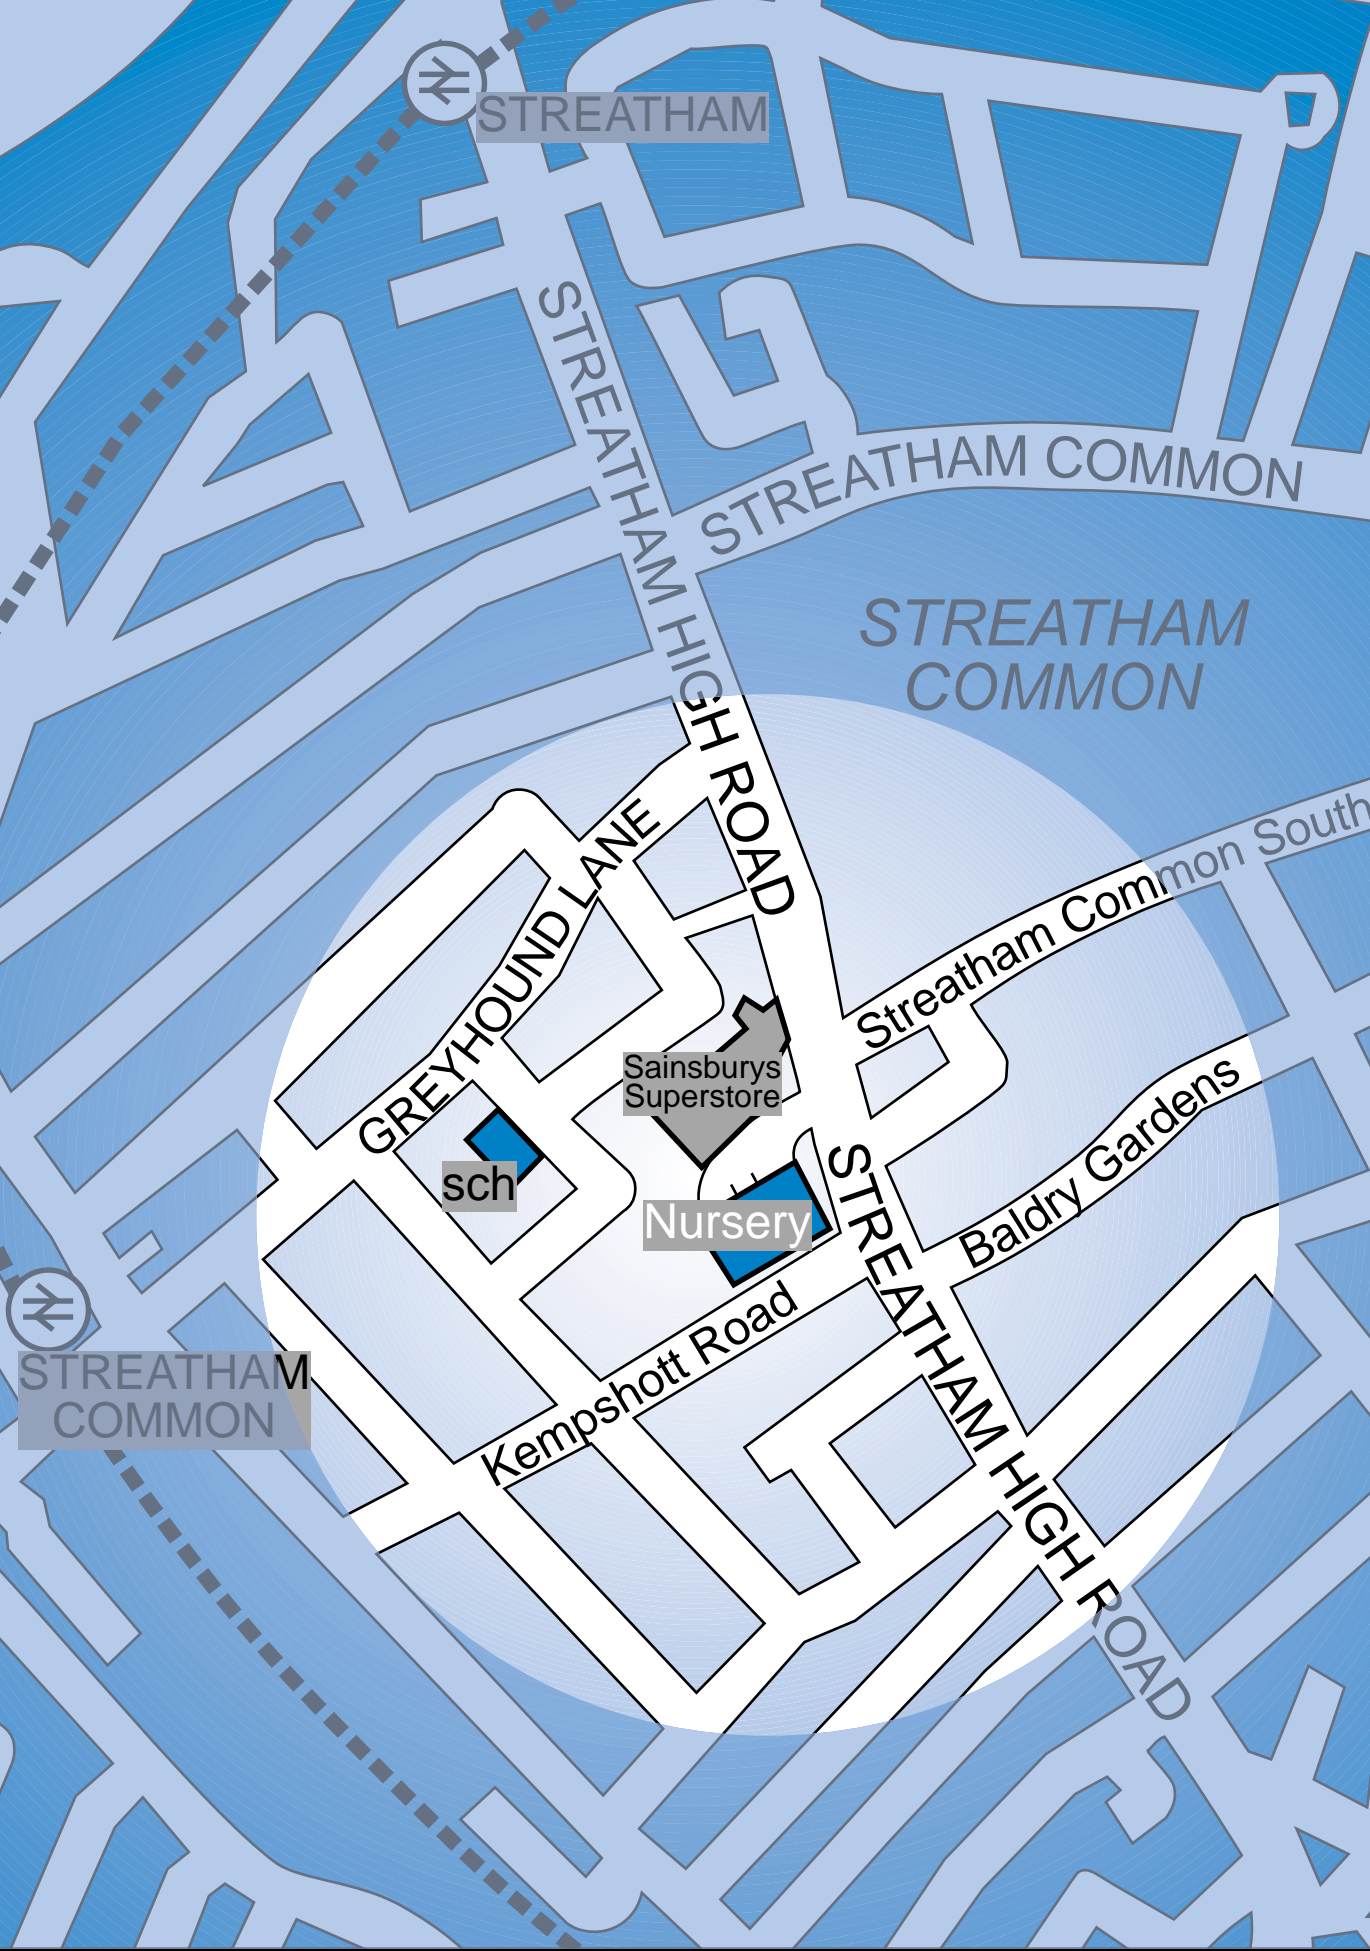 STREATHAM
STREATHAM HIGH ROAD
STREATHAM COMMON
STREATHAM
COMMON
GREYHOUND LANE
Streatham Common South
Sainsburys
Superstore
sch
Nursery
Baldry Gardens
Kempshott Road
STREATHAM HIGH ROAD
STREATHAM
COMMON